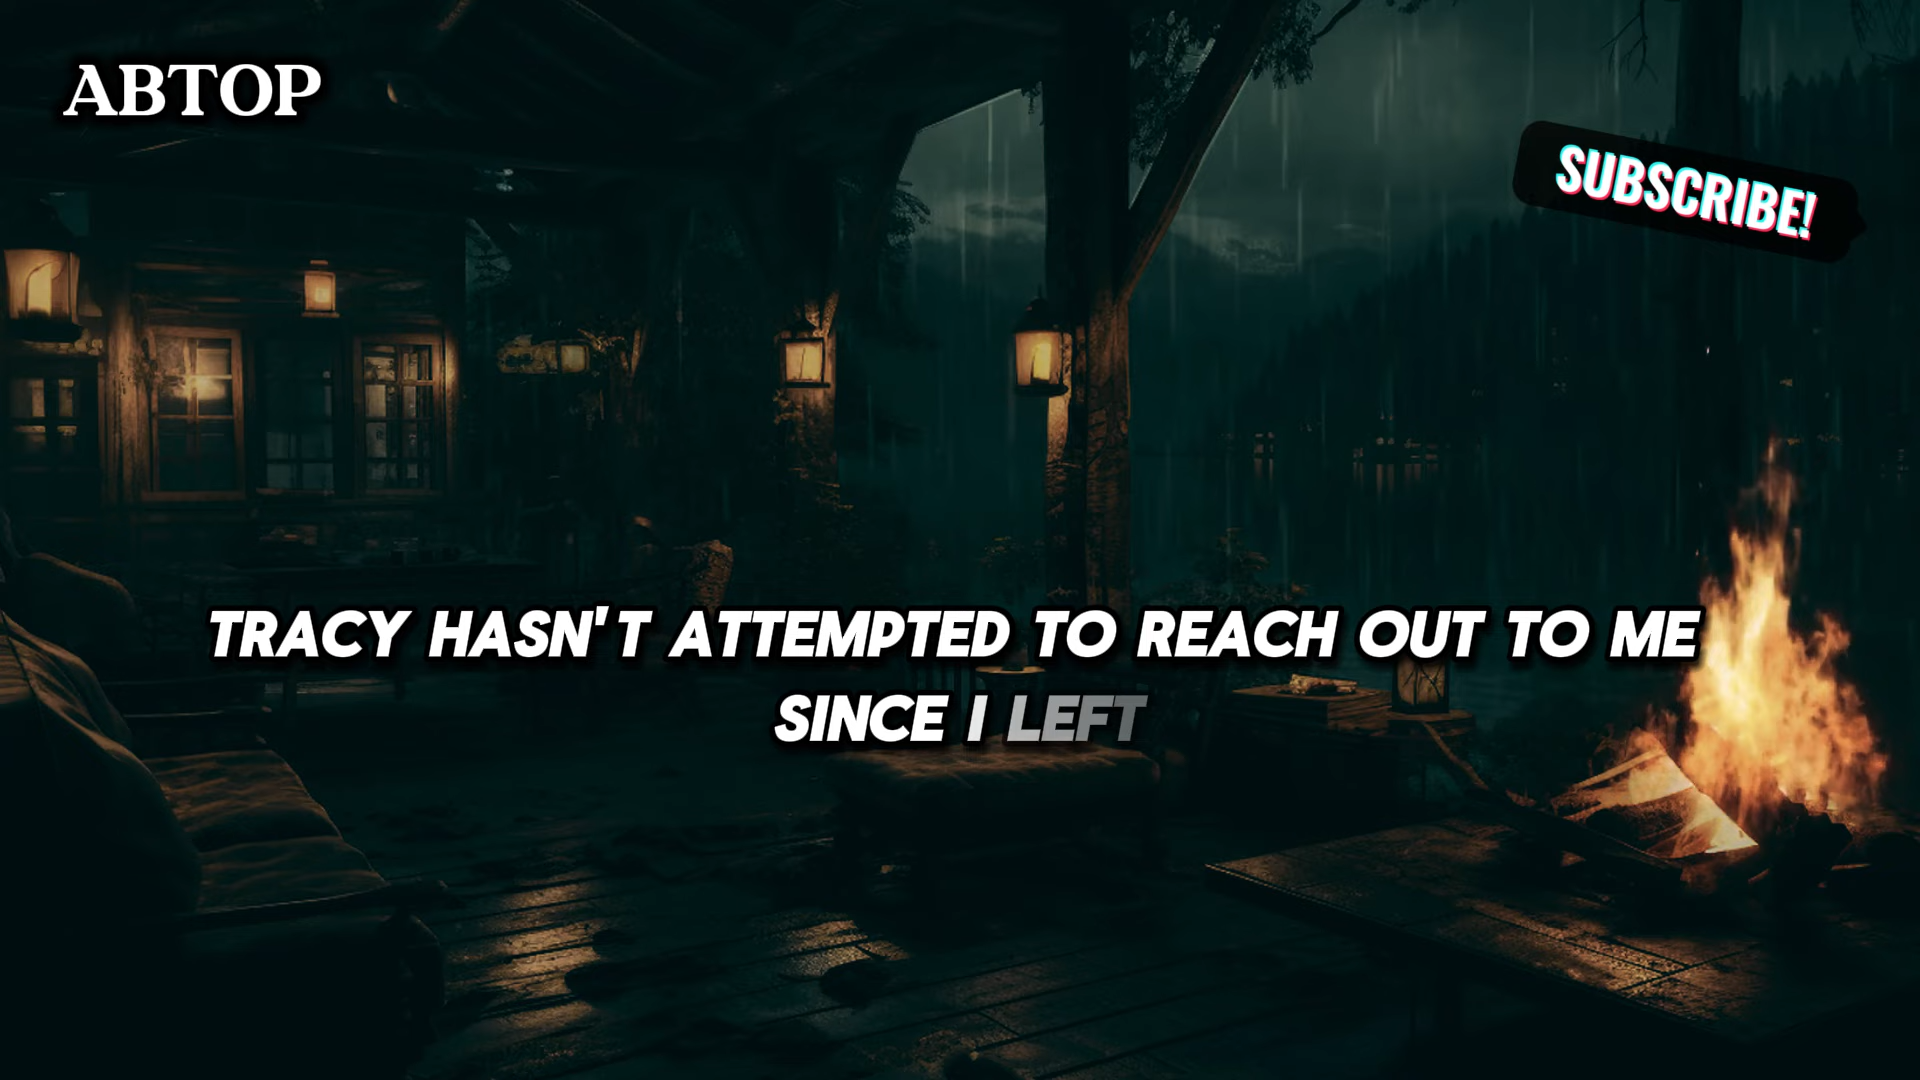 ABTOP
SUBSCRIBE!
TRACY HASN'T ATTEMPTED TO REACH OUT TO ME
SINCE I LEFT